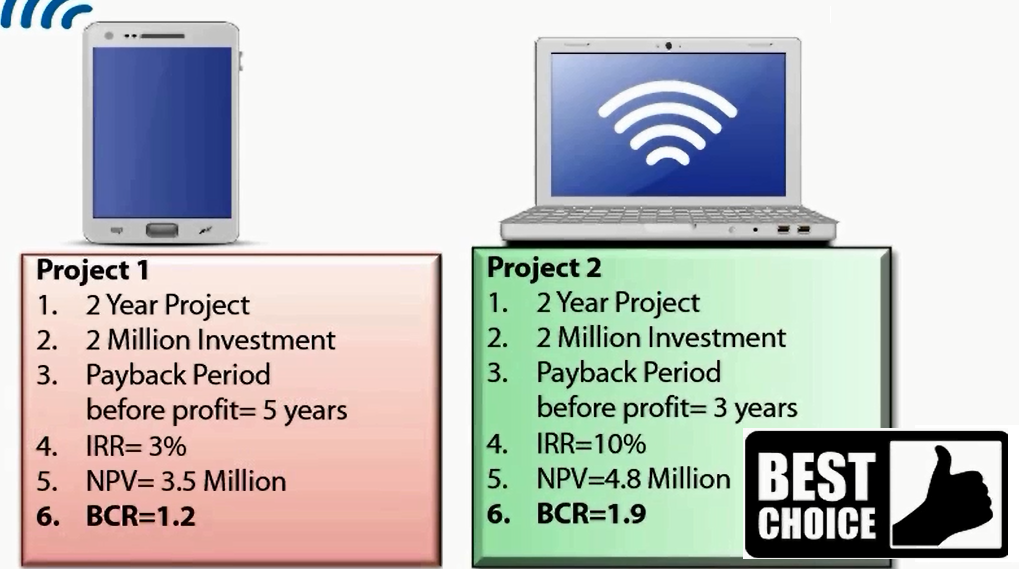 Project 1
1. 2 Year Project
2. 2 Million Investment
3. Payback Period
before profit= 5 years
4. IRR= 3%
5. NPV= 3.5 Million
6. BCR=1.2
Project 2
1. 2 Year Project
2. 2 Million Investment
3. Payback Period
before profit= 3 years
4. IRR=10%
5. NPV=4.8 Million
6. BCR=1.9
BEST
CHOICE